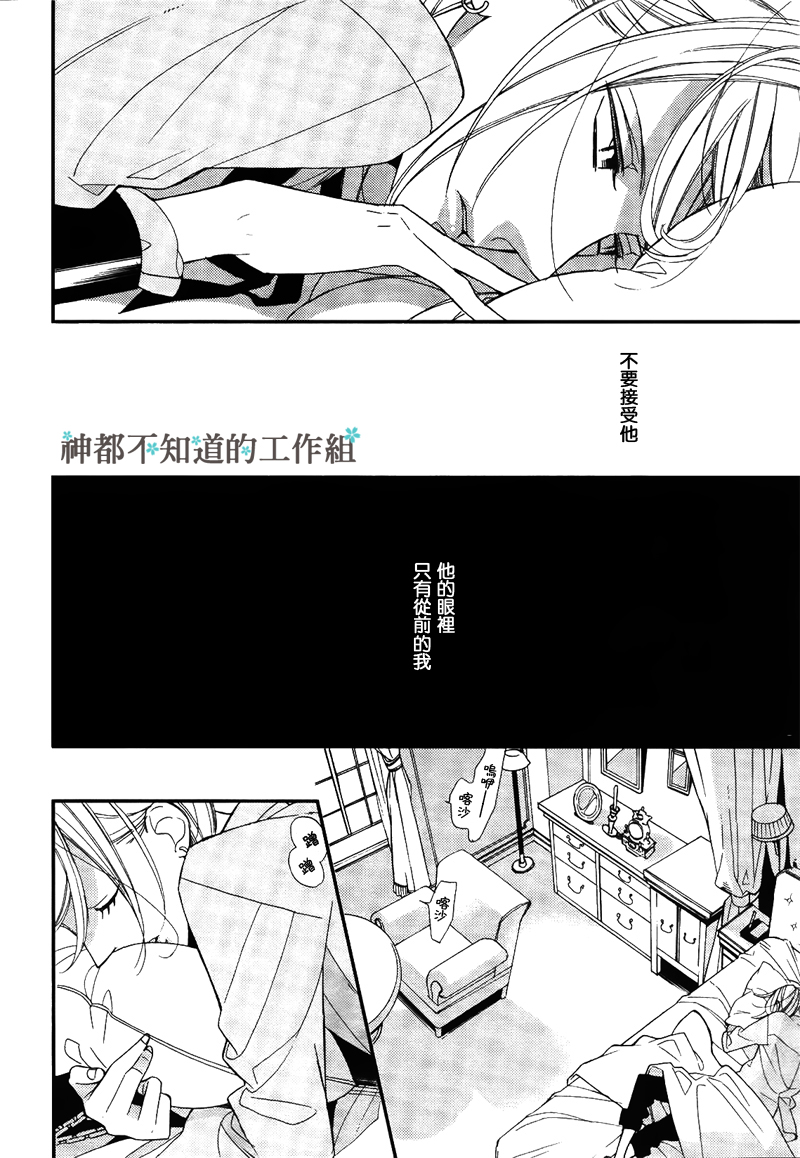 不要接受他
神都不知道的工作組
他的眼裡
只有從前的我
嗚呷——
喀沙
喀沙
蹭
蹭